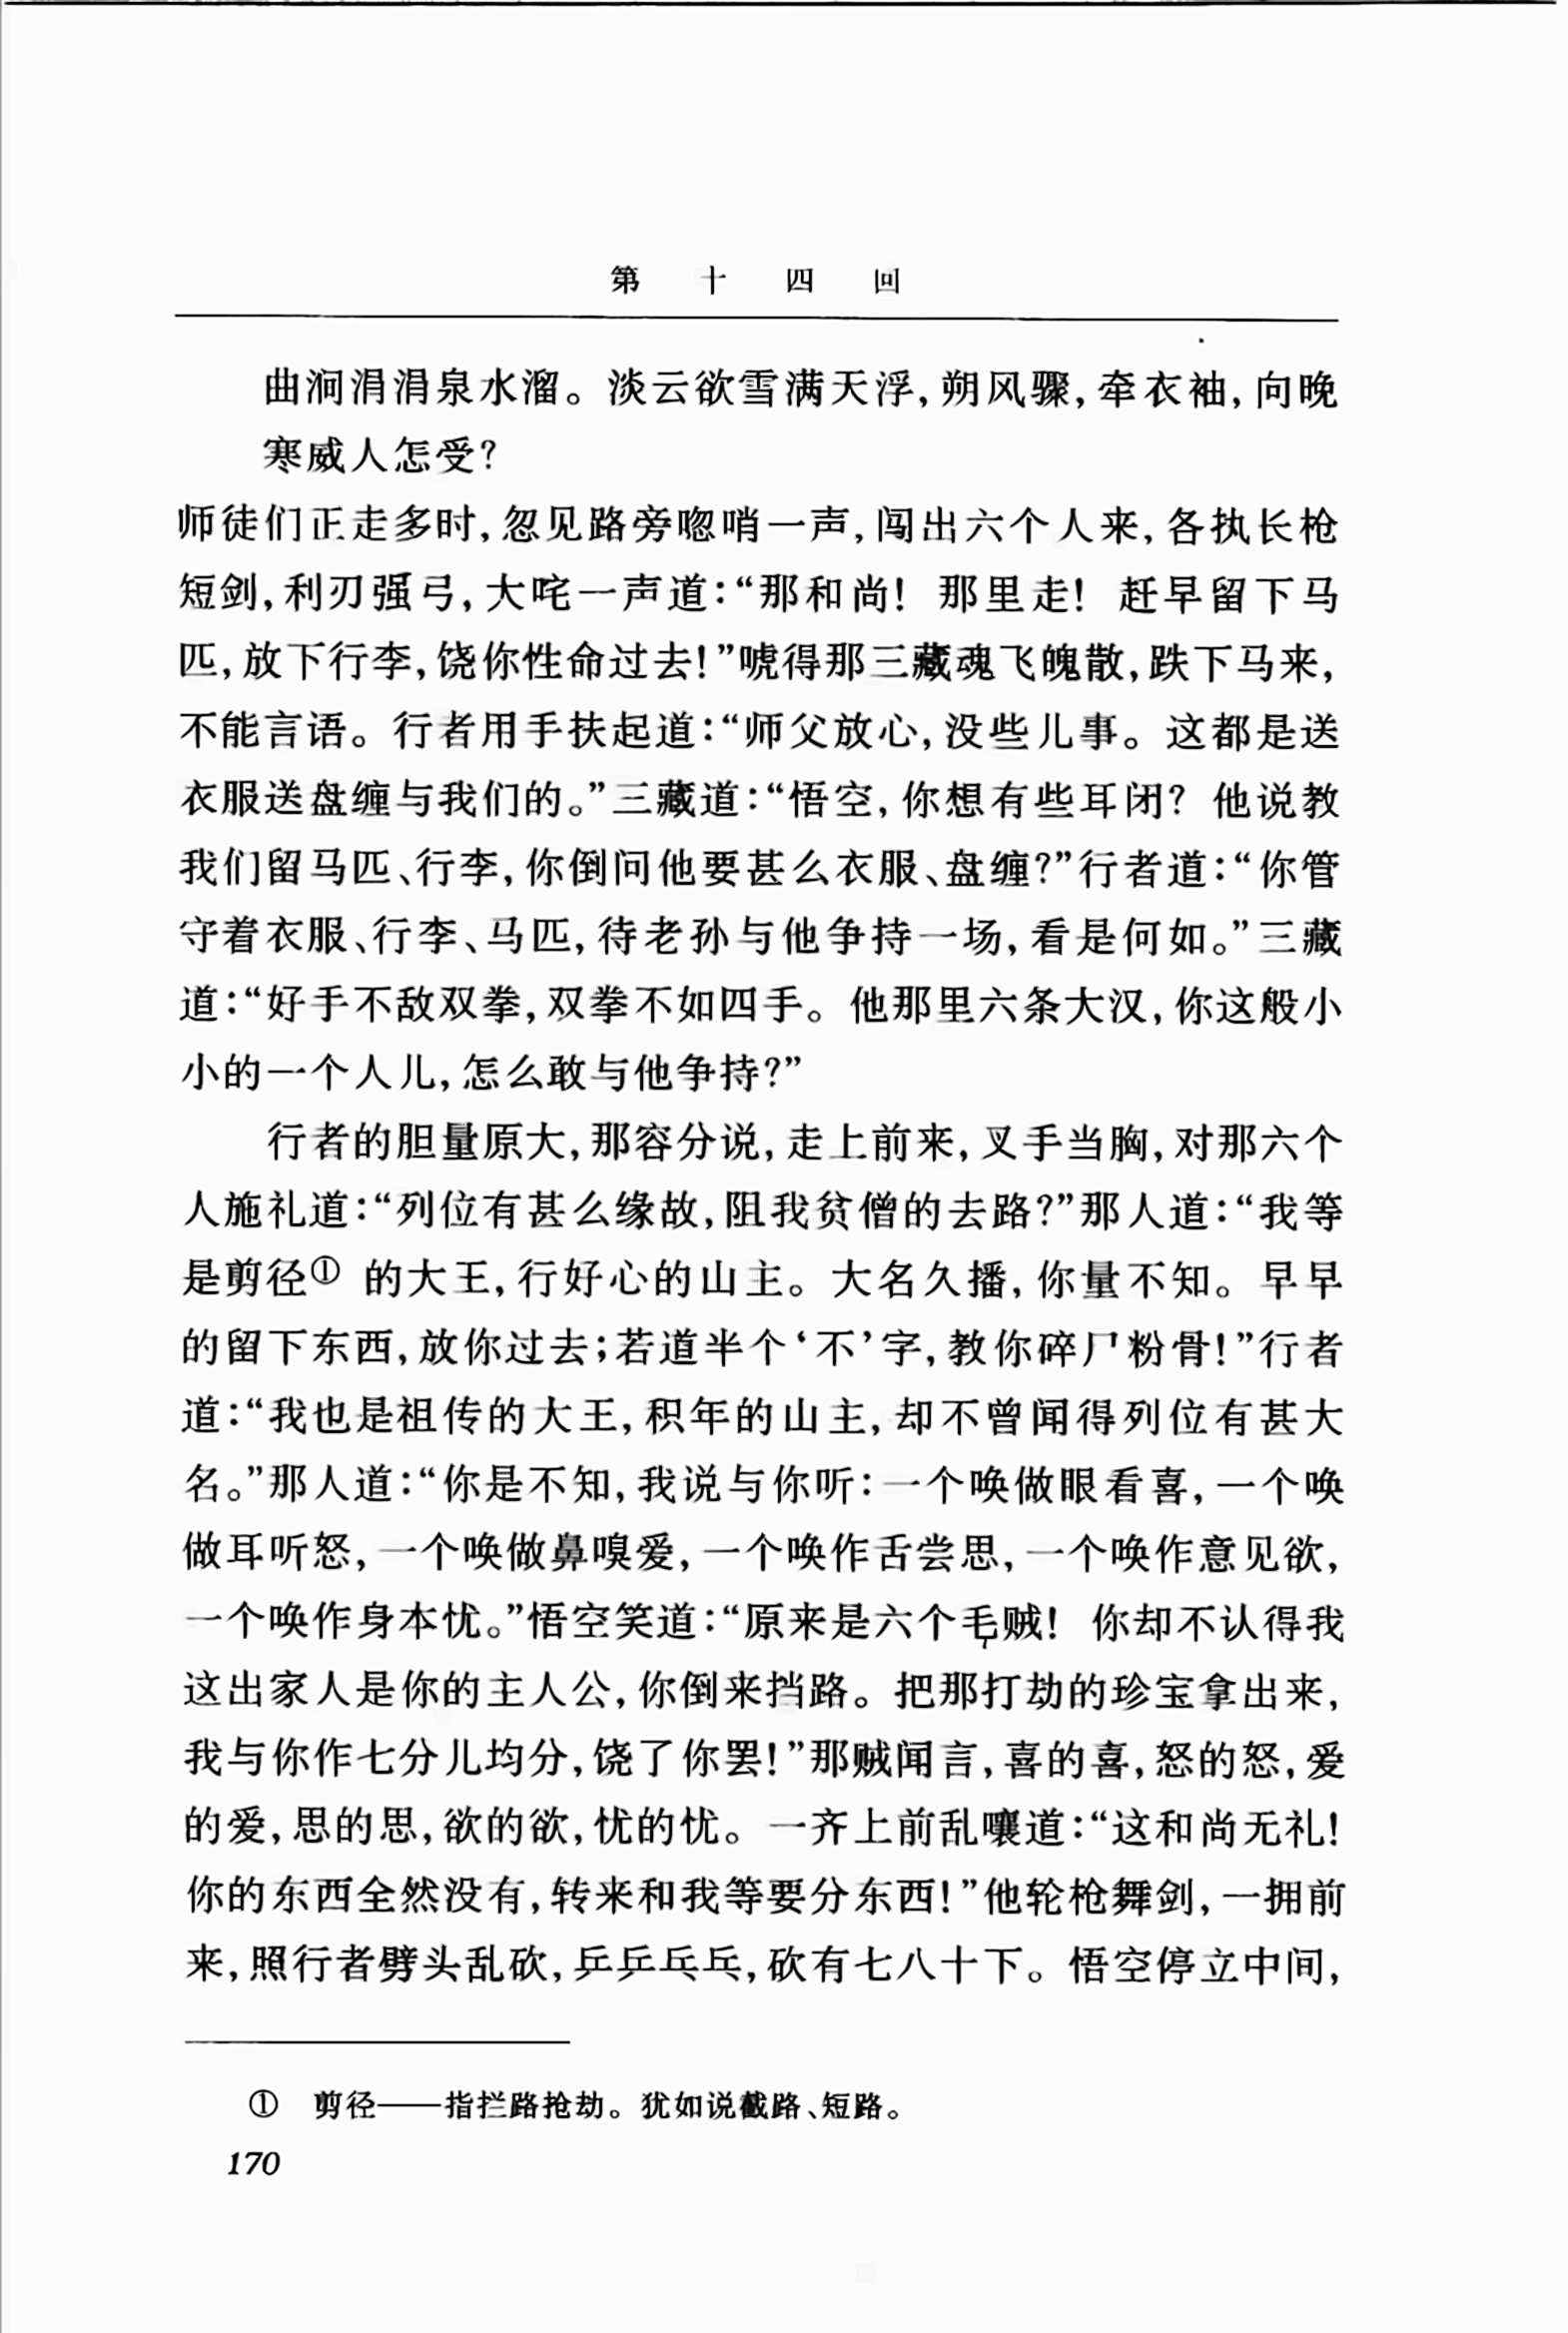 第十四回
曲涧涓涓泉水溜。淡云欲雪满天浮,朔风骤,牵衣袖,向晚
寒威人怎受?
师徒们正走多时,忽见路旁唿哨一声,闯出六个人来,各执长枪
短剑,利刃强弓,大咤一声道:“那和尚! 那里走! 赶早留下马
匹,放下行李,饶你性命过去!”唬得那三藏魂飞魄散,跌下马来,
不能言语。行者用手扶起道:“师父放心,没些儿事。这都是送
衣服送盘缠与我们的。”三藏道:“悟空,你想有些耳闭? 他说教
我们留马匹、行李,你倒问他要甚么衣服、盘缠?”行者道:“你管
守着衣服、行李、马匹,待老孙与他争持一场,看是何如。”三藏
道:“好手不敌双拳,双拳不如四手。他那里六条大汉,你这般小
小的一个人儿,怎么敢与他争持?”
行者的胆量原大,那容分说,走上前来,叉手当胸,对那六个
人施礼道:“列位有甚么缘故,阻我贫僧的去路?”那人道:“我等
是剪径① 的大王,行好心的山主。大名久播,你量不知。早早
的留下东西,放你过去;若道半个‘不’字,教你碎尸粉骨!”行者
道:“我也是祖传的大王,积年的山主,却不曾闻得列位有甚大
名。”那人道:“你是不知,我说与你听:一个唤做眼看喜,一个唤
做耳听怒,一个唤做鼻嗅爱,一个唤作舌尝思,一个唤作意见欲,
一个唤作身本忧。”悟空笑道:“原来是六个毛贼! 你却不认得我
这出家人是你的主人公,你倒来挡路。把那打劫的珍宝拿出来,
我与你作七分儿均分,饶了你罢!”那贼闻言,喜的喜,怒的怒,爱
的爱,思的思,欲的欲,忧的忧。一齐上前乱嚷道:“这和尚无礼!
你的东西全然没有,转来和我等要分东西!”他轮枪舞剑,一拥前
来,照行者劈头乱砍,乒乒乓乓,砍有七八十下。悟空停立中间,
① 剪径——指拦路抢劫。犹如说截路、短路。
170